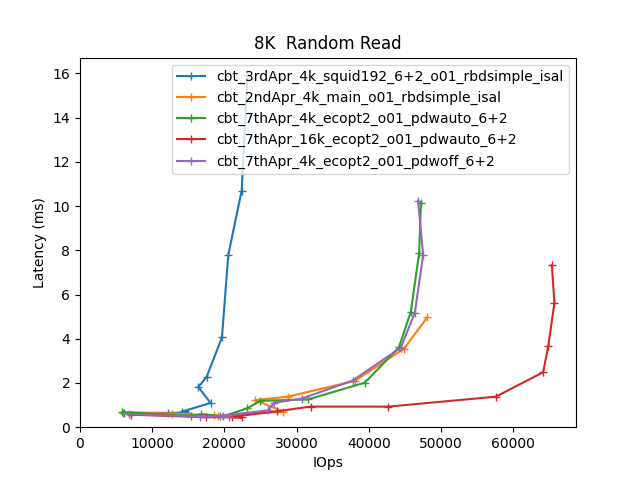 8K  Random Read
cbt_3rdApr_4k_squid192_6+2_o01_rbdsimple_isal
cbt_2ndApr_4k_main_o01_rbdsimple_isal
cbt_7thApr_4k_ecopt2_o01_pdwauto_6+2
cbt_7thApr_16k_ecopt2_o01_pdwauto_6+2
cbt_7thApr_4k_ecopt2_o01_pdwoff_6+2
Latency (ms)
16
14
12
10
8
6
4
2
0
0 10000 20000 30000 40000 50000 60000
IOps